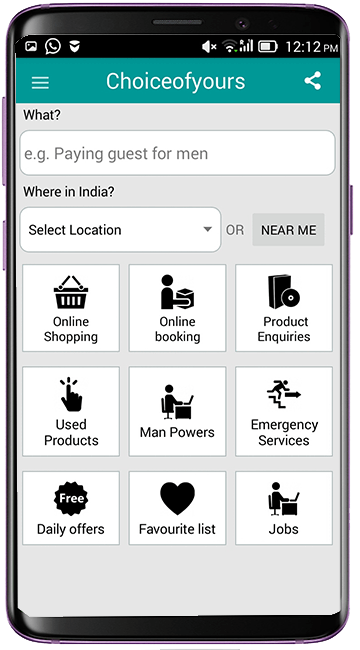 12:12 PM
Choiceofyours
What?
e.g. Paying guest for men
Where in India?
Select Location
OR
NEAR ME
Online
Shopping
Online
booking
Product
Enquiries
Used
Products
Man Powers
Emergency
Services
Free
Daily offers
Favourite list
Jobs